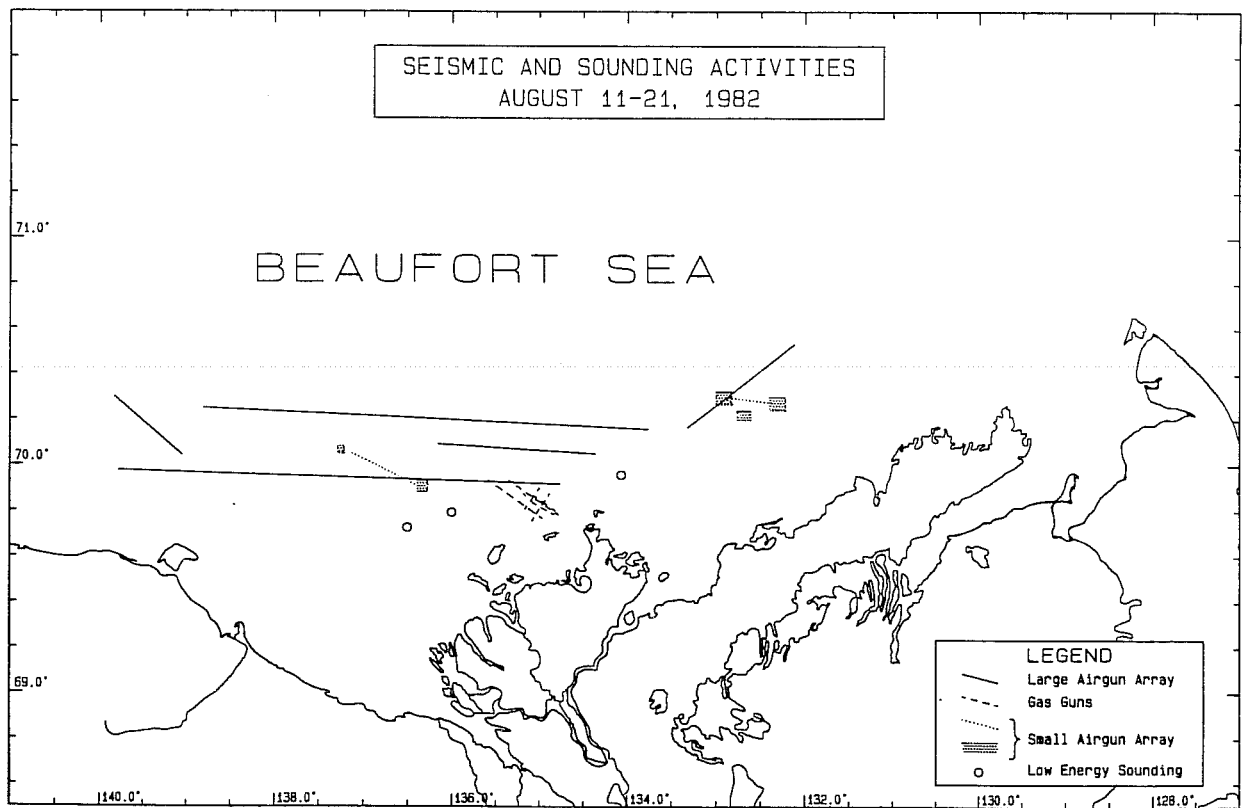 SEISMIC AND SOUNDING ACTIVITIES
AUGUST 11-21, 1982
71.0°
BEAUFORT SEA
70.0°
69.0°
LEGEND
Large Airgun Array
Gas Guns
Small Airgun Array
Low Energy Sounding
140.0° 138.0° 136.0° 134.0° 132.0° 130.0° 128.0°